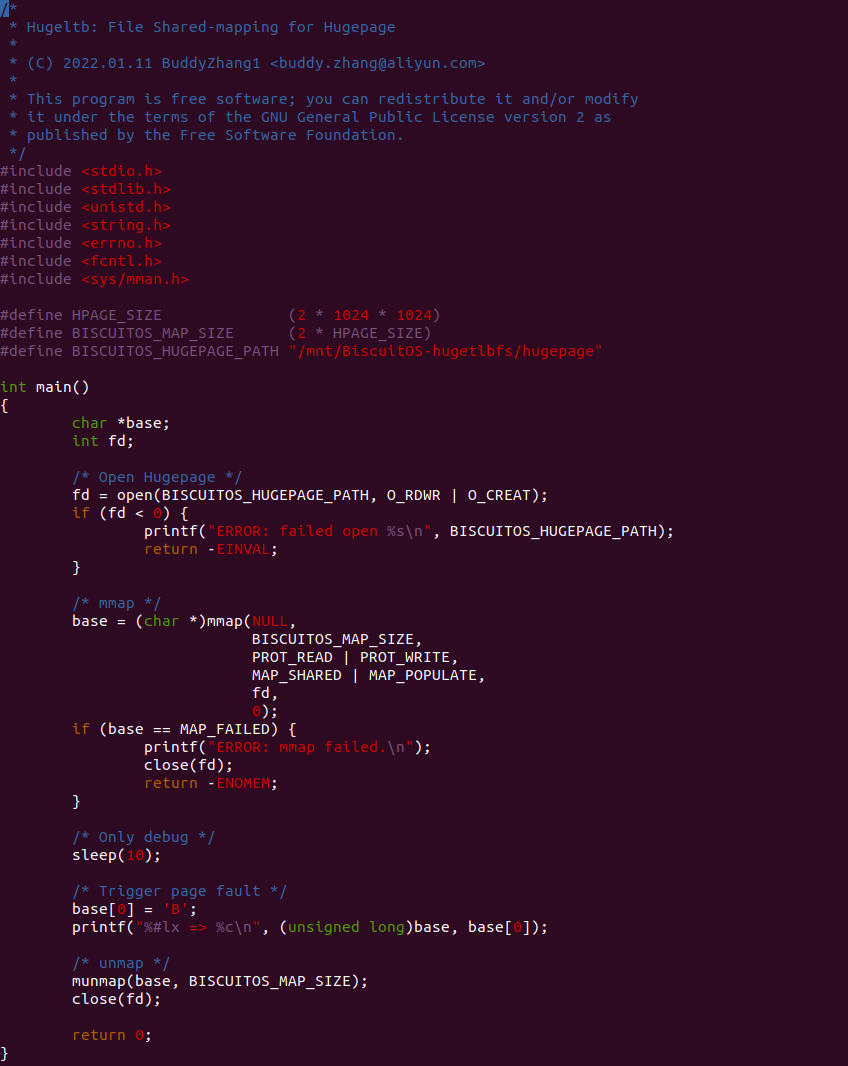 /*
 * Hugeltb: File Shared-mapping for Hugepage
 *
 * (C) 2022.01.11 BuddyZhang1 <buddy.zhang@aliyun.com>
 *
 * This program is free software; you can redistribute it and/or modify
 * it under the terms of the GNU General Public License version 2 as
 * published by the Free Software Foundation.
 */
#include <stdio.h>
#include <stdlib.h>
#include <unistd.h>
#include <string.h>
#include <errno.h>
#include <fcntl.h>
#include <sys/mman.h>

#define HPAGE_SIZE              (2 * 1024 * 1024)
#define BISCUITOS_MAP_SIZE      (2 * HPAGE_SIZE)
#define BISCUITOS_HUGEPAGE_PATH "/mnt/BiscuitOS-hugetlbfs/hugepage"

int main()
{
        char *base;
        int fd;

        /* Open Hugepage */
        fd = open(BISCUITOS_HUGEPAGE_PATH, O_RDWR | O_CREAT);
        if (fd < 0) {
                printf("ERROR: failed open %s\n", BISCUITOS_HUGEPAGE_PATH);
                return -EINVAL;
        }

        /* mmap */
        base = (char *)mmap(NULL,
                            BISCUITOS_MAP_SIZE,
                            PROT_READ | PROT_WRITE,
                            MAP_SHARED | MAP_POPULATE,
                            fd,
                            0);
        if (base == MAP_FAILED) {
                printf("ERROR: mmap failed.\n");
                close(fd);
                return -ENOMEM;
        }

        /* Only debug */
        sleep(10);

        /* Trigger page fault */
        base[0] = 'B';
        printf("%#lx => %c\n", (unsigned long)base, base[0]);

        /* unmap */
        munmap(base, BISCUITOS_MAP_SIZE);
        close(fd);

        return 0;
}